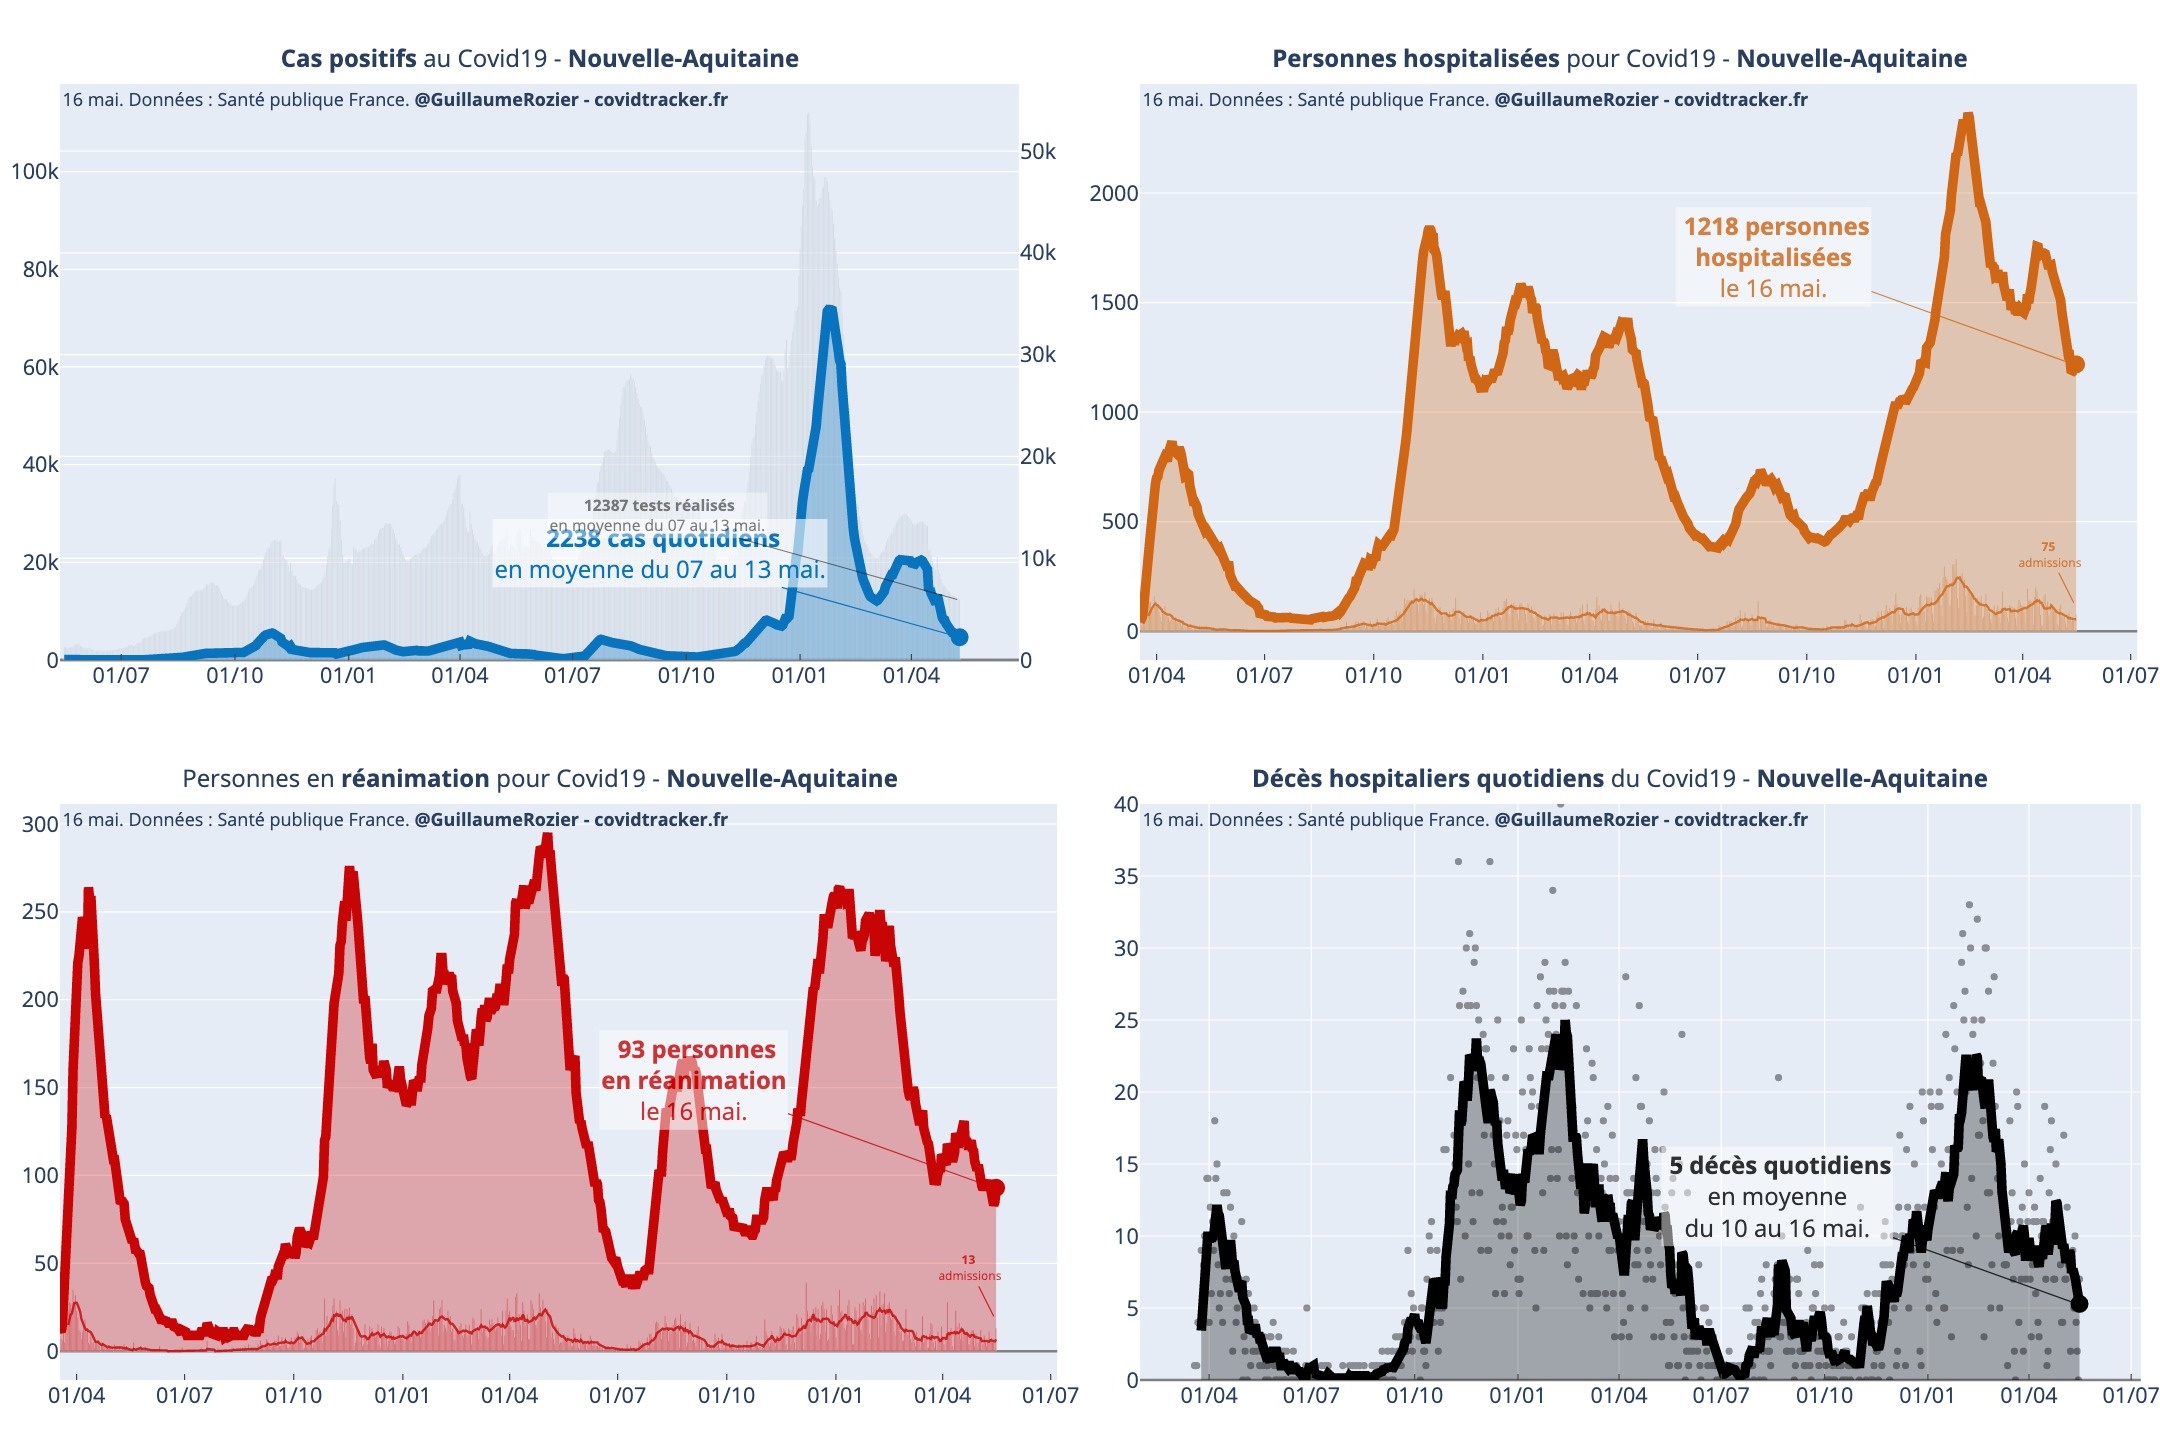 Cas positifs au Covid19 - Nouvelle-Aquitaine
16 mai. Données : Santé publique France. @GuillaumeRozier - covidtracker.fr
100k
80k
60k
40k
20k
0
50k
40k
30k
20k
10k
0
12387 tests réalisés
en moyenne du 07 au 13 mai.
2238 cas quotidiens
en moyenne du 07 au 13 mai.
01/07 01/10 01/01 01/04 01/07 01/10 01/01 01/04
Personnes hospitalisées pour Covid19 - Nouvelle-Aquitaine
16 mai. Données : Santé publique France. @GuillaumeRozier - covidtracker.fr
2000
1500
1000
500
0
1218 personnes
hospitalisées
le 16 mai.
75
admissions
01/04 01/07 01/10 01/01 01/04 01/07 01/10 01/01 01/04 01/07
Personnes en réanimation pour Covid19 - Nouvelle-Aquitaine
16 mai. Données : Santé publique France. @GuillaumeRozier - covidtracker.fr
300
250
200
150
100
50
0
93 personnes
en réanimation
le 16 mai.
13
admissions
01/04 01/07 01/10 01/01 01/04 01/07 01/10 01/01 01/04 01/07
Décès hospitaliers quotidiens du Covid19 - Nouvelle-Aquitaine
16 mai. Données : Santé publique France. @GuillaumeRozier - covidtracker.fr
40
35
30
25
20
15
10
5
0
5 décès quotidiens
en moyenne
du 10 au 16 mai.
01/04 01/07 01/10 01/01 01/04 01/07 01/10 01/01 01/04 01/07